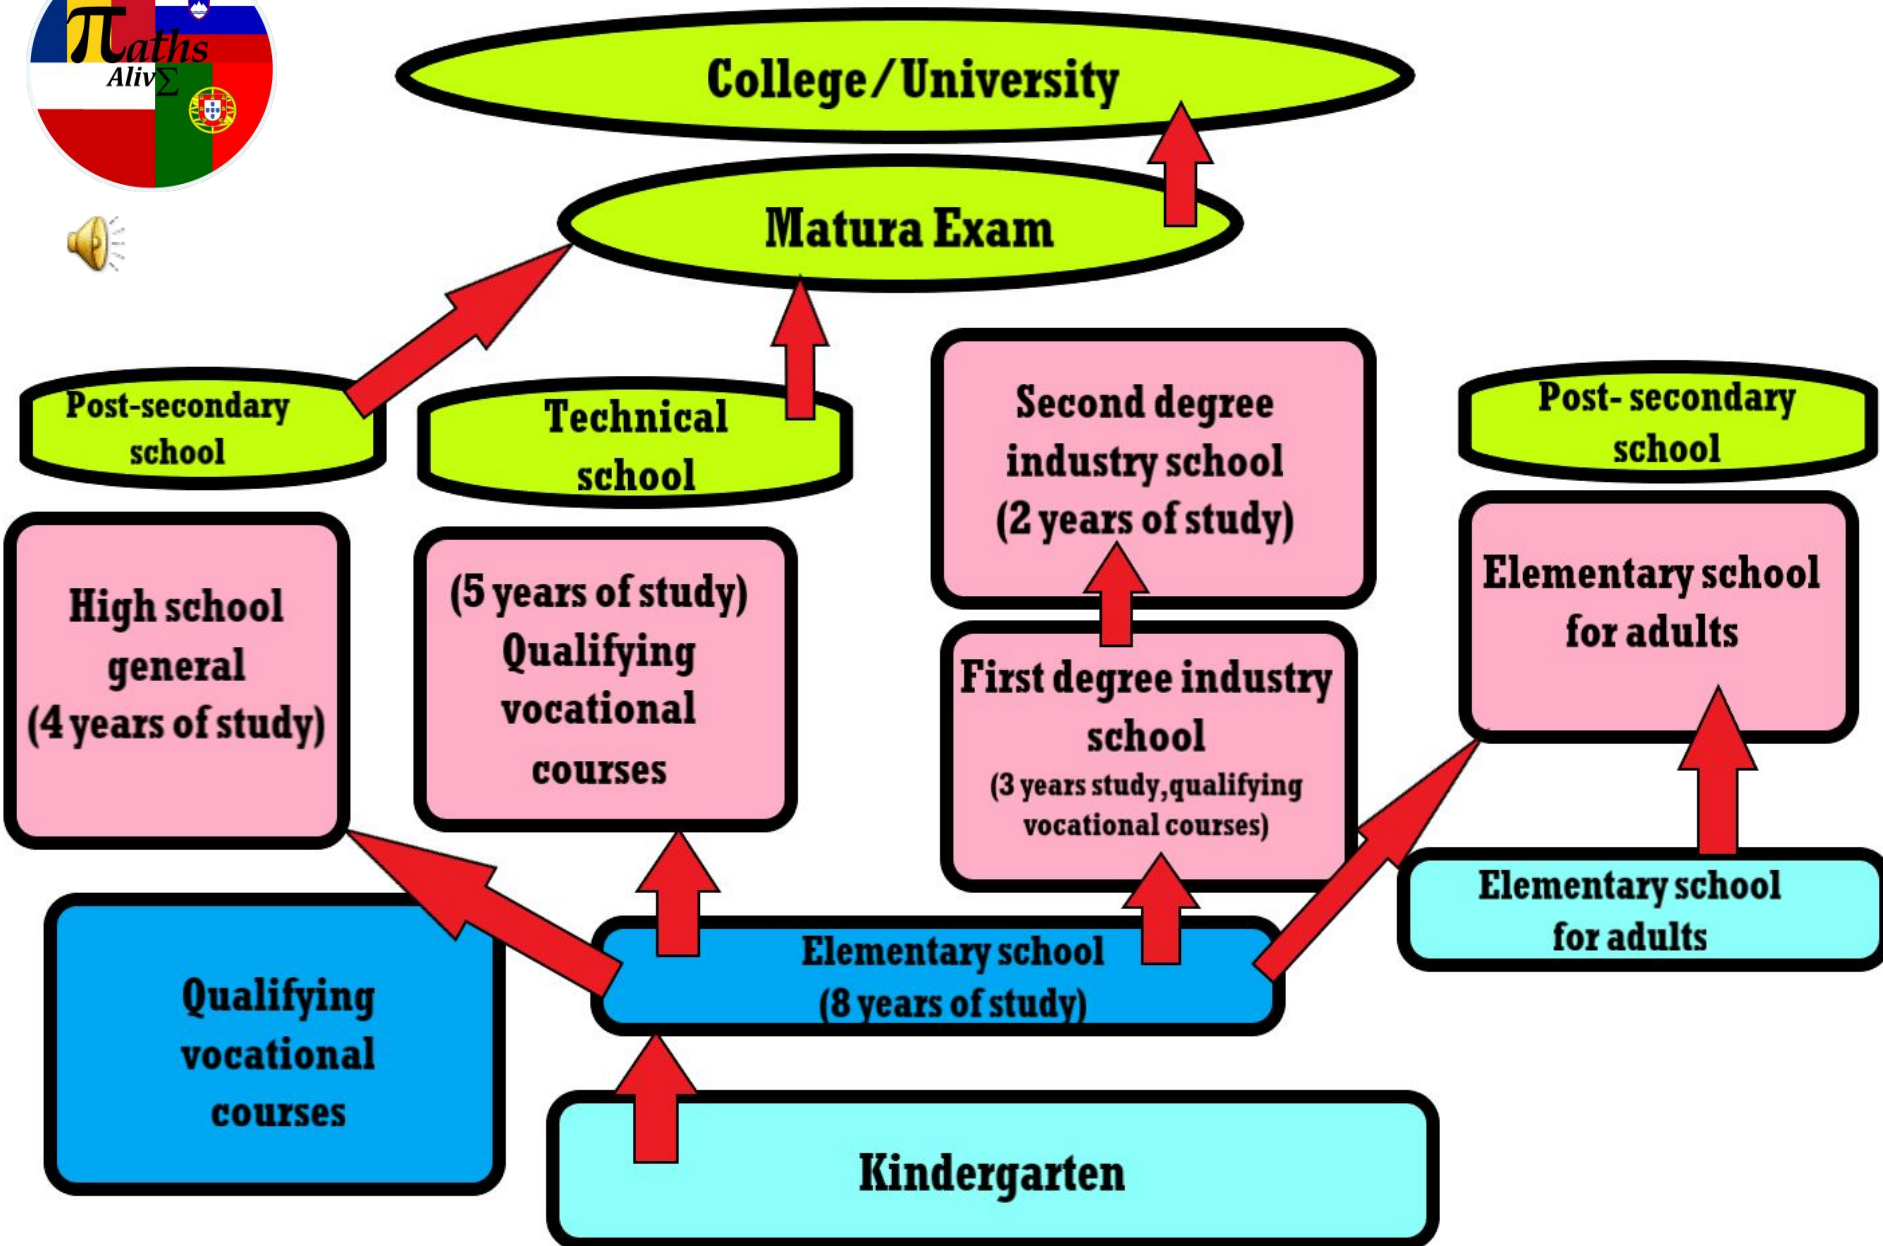 πaths
AlivΣ
College/University
Matura Exam
Post-secondary
school
Technical
school
Second degree
industry school
(2 years of study)
Post- secondary
school
High school
general
(4 years of study)
(5 years of study)
Qualifying
vocational
courses
First degree industry
school
(3 years study,qualifying
vocational courses)
Elementary school
for adults
Elementary school
for adults
Qualifying
vocational
courses
Elementary school
(8 years of study)
Kindergarten